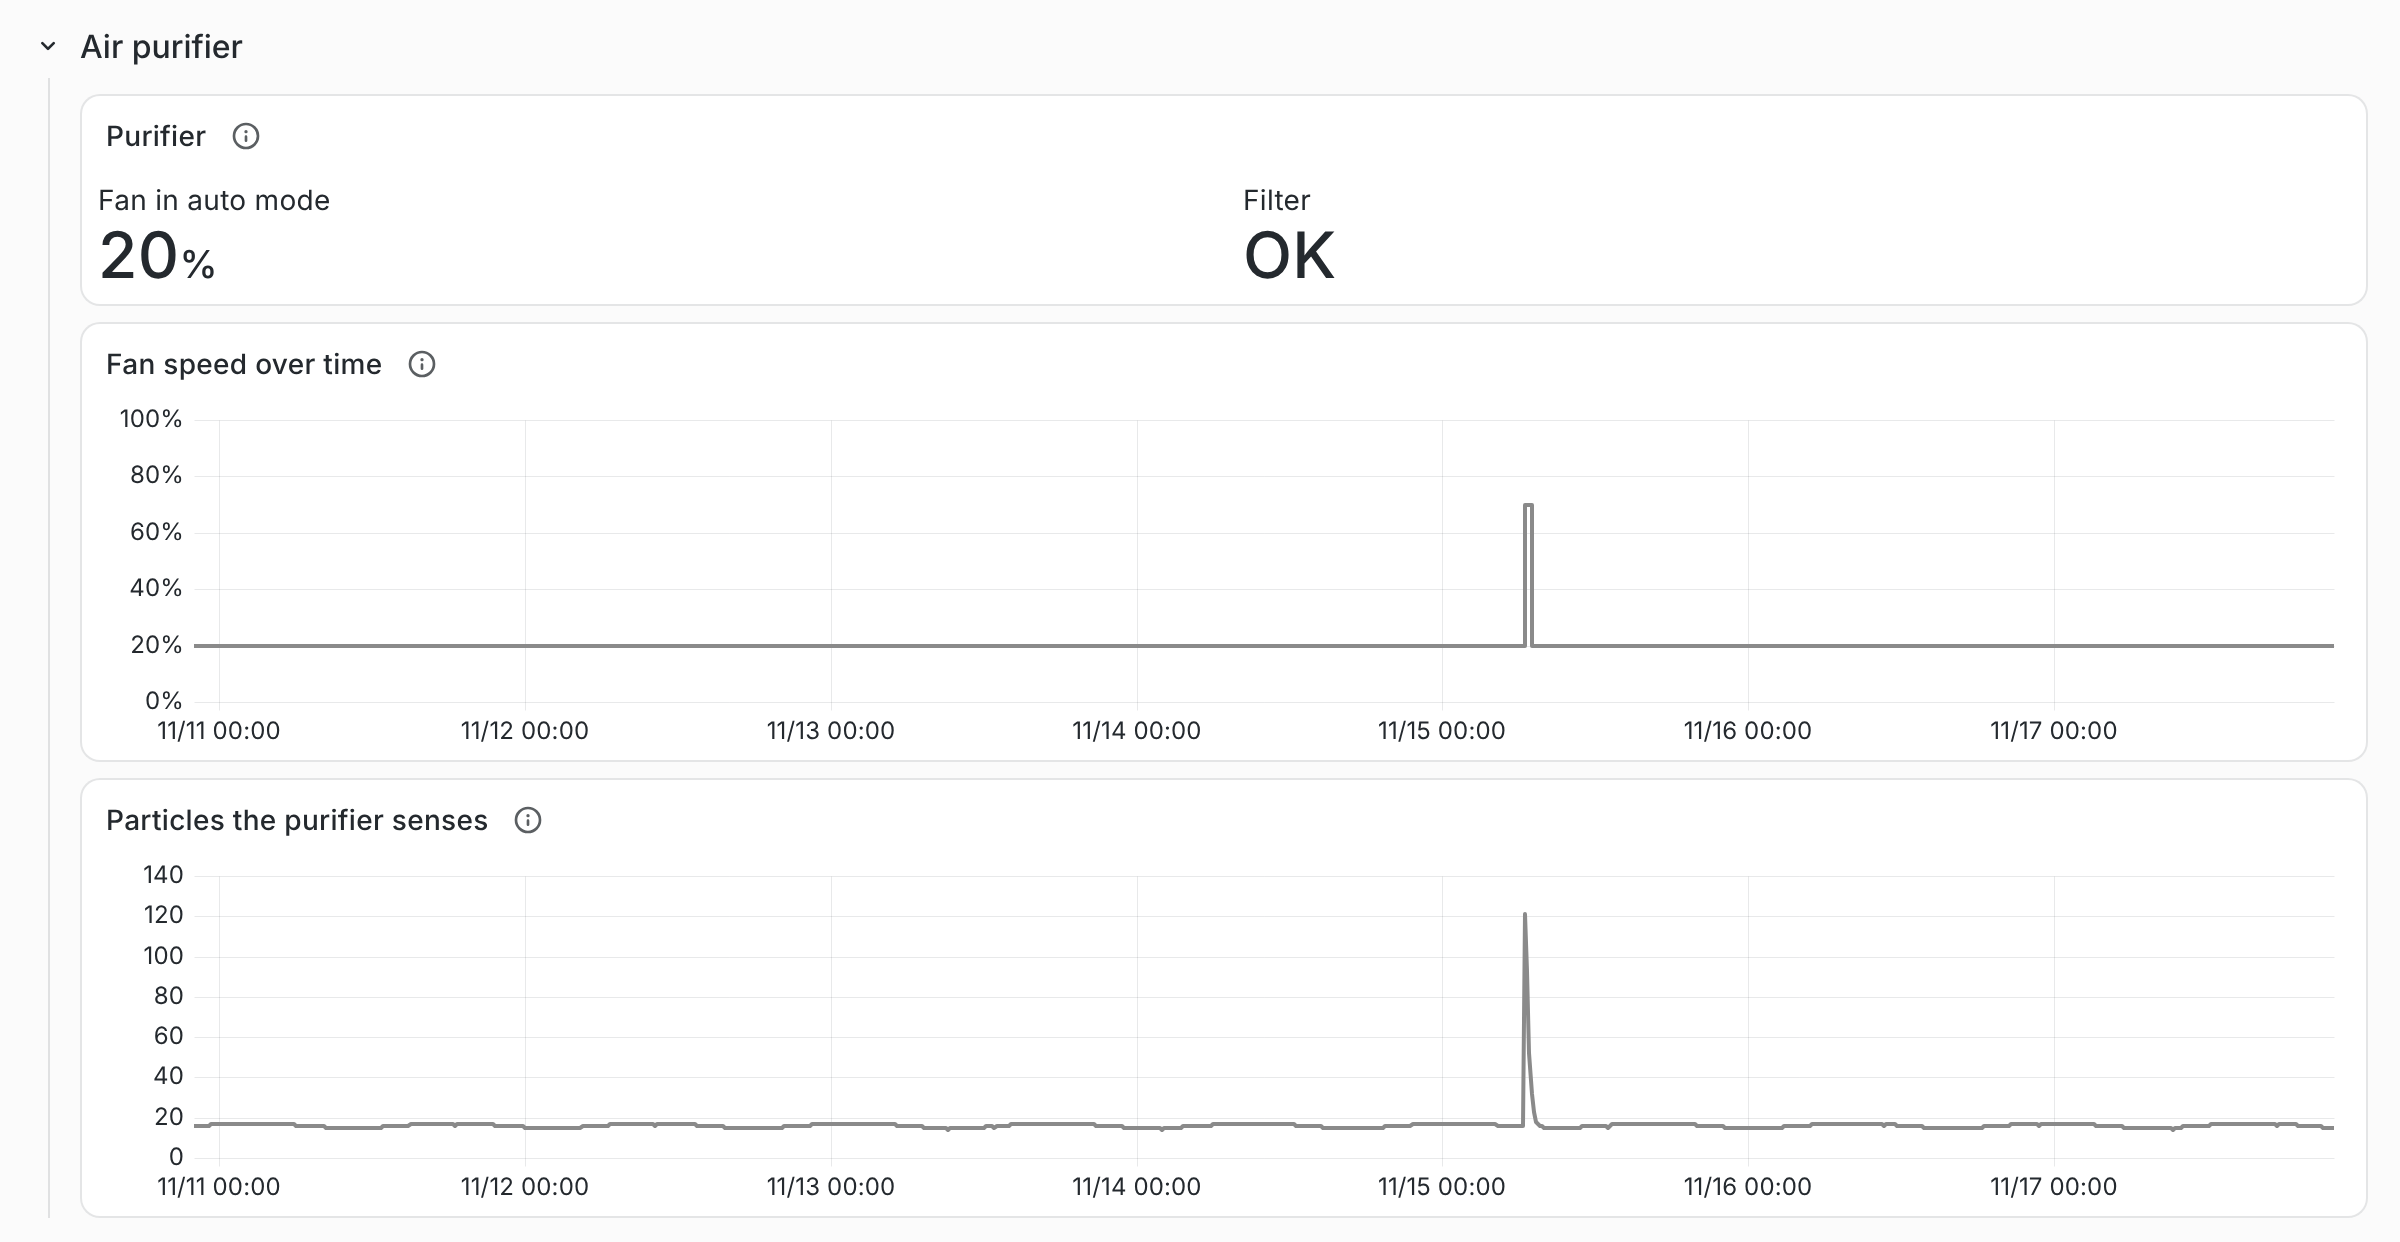 Air purifier
Purifier
Fan in auto mode
20%
Filter
OK
Fan speed over time
100%
80%
60%
40%
20%
0%
11/11 00:00 11/12 00:00 11/13 00:00 11/14 00:00 11/15 00:00 11/16 00:00 11/17 00:00
Particles the purifier senses
140
120
100
80
60
40
20
0
11/11 00:00 11/12 00:00 11/13 00:00 11/14 00:00 11/15 00:00 11/16 00:00 11/17 00:00